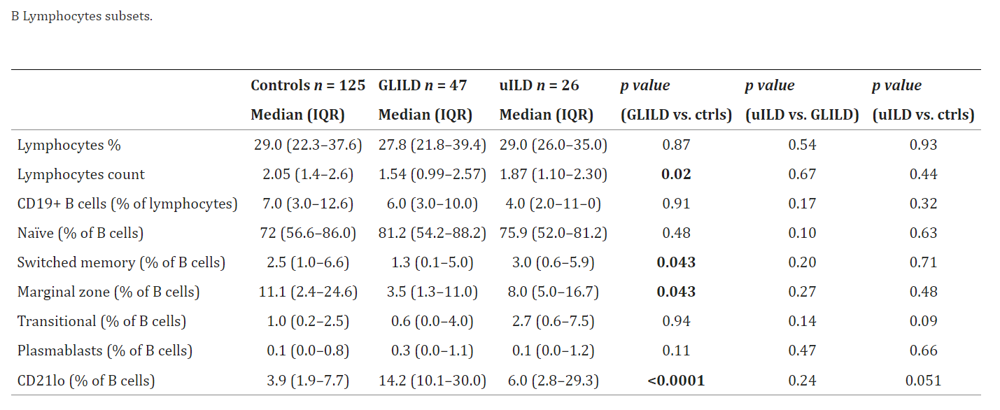 B Lymphocytes subsets.
Controls n = 125 GLILD n = 47 uILD n = 26 p value p value p value
Median (IQR) Median (IQR) Median (IQR) (GLILD vs. ctrls) (uILD vs. GLILD) (uILD vs. ctrls)
Lymphocytes % 29.0 (22.3–37.6) 27.8 (21.8–39.4) 29.0 (26.0–35.0) 0.87 0.54 0.93
Lymphocytes count 2.05 (1.4–2.6) 1.54 (0.99–2.57) 1.87 (1.10–2.30) 0.02 0.67 0.44
CD19+ B cells (% of lymphocytes) 7.0 (3.0–12.6) 6.0 (3.0–10.0) 4.0 (2.0–11–0) 0.91 0.17 0.32
Naïve (% of B cells) 72 (56.6–86.0) 81.2 (54.2–88.2) 75.9 (52.0–81.2) 0.48 0.10 0.63
Switched memory (% of B cells) 2.5 (1.0–6.6) 1.3 (0.1–5.0) 3.0 (0.6–5.9) 0.043 0.20 0.71
Marginal zone (% of B cells) 11.1 (2.4–24.6) 3.5 (1.3–11.0) 8.0 (5.0–16.7) 0.043 0.27 0.48
Transitional (% of B cells) 1.0 (0.2–2.5) 0.6 (0.0–4.0) 2.7 (0.6–7.5) 0.94 0.14 0.09
Plasmablasts (% of B cells) 0.1 (0.0–0.8) 0.3 (0.0–1.1) 0.1 (0.0–1.2) 0.11 0.47 0.66
CD21lo (% of B cells) 3.9 (1.9–7.7) 14.2 (10.1–30.0) 6.0 (2.8–29.3) <0.0001 0.24 0.051